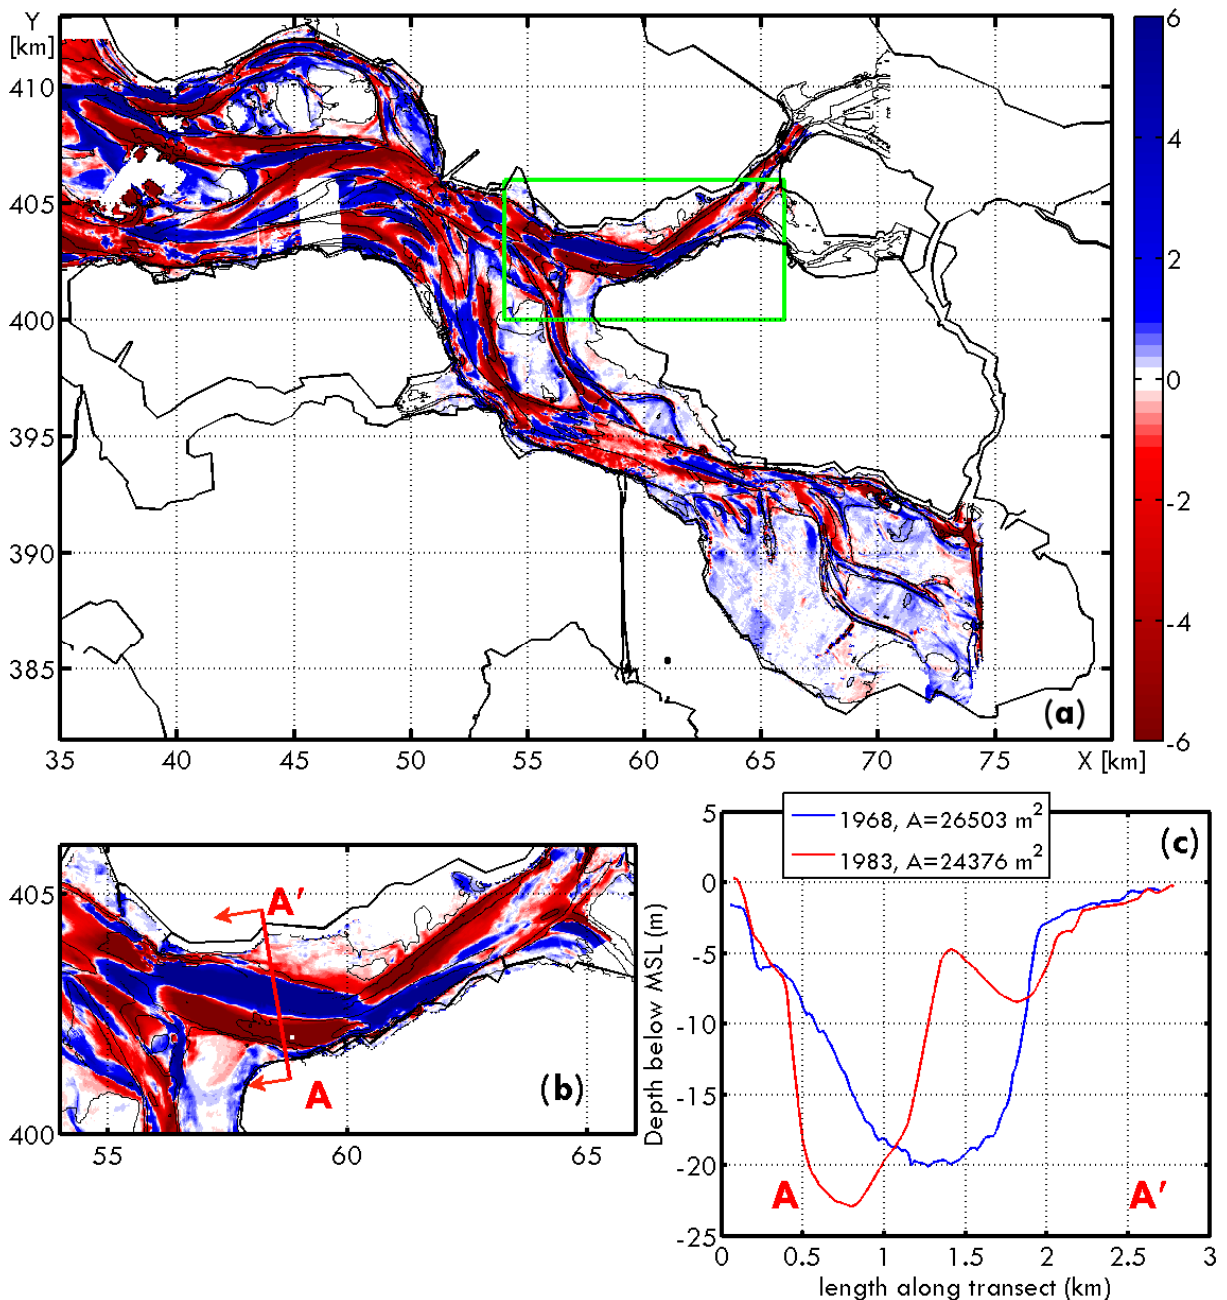 Y
[km]
410
405
400
395
390
385
35 40 45 50 55 60 65 70 75 X [km]
(a)
6
4
2
0
-2
-4
-6
405
400
55 60 65
A'
A
(b)
1968, A=26503 m²
1983, A=24376 m²
(c)
Depth below MSL (m)
5
0
-5
-10
-15
-20
-25
A A'
0 0.5 1 1.5 2 2.5 3
length along transect (km)